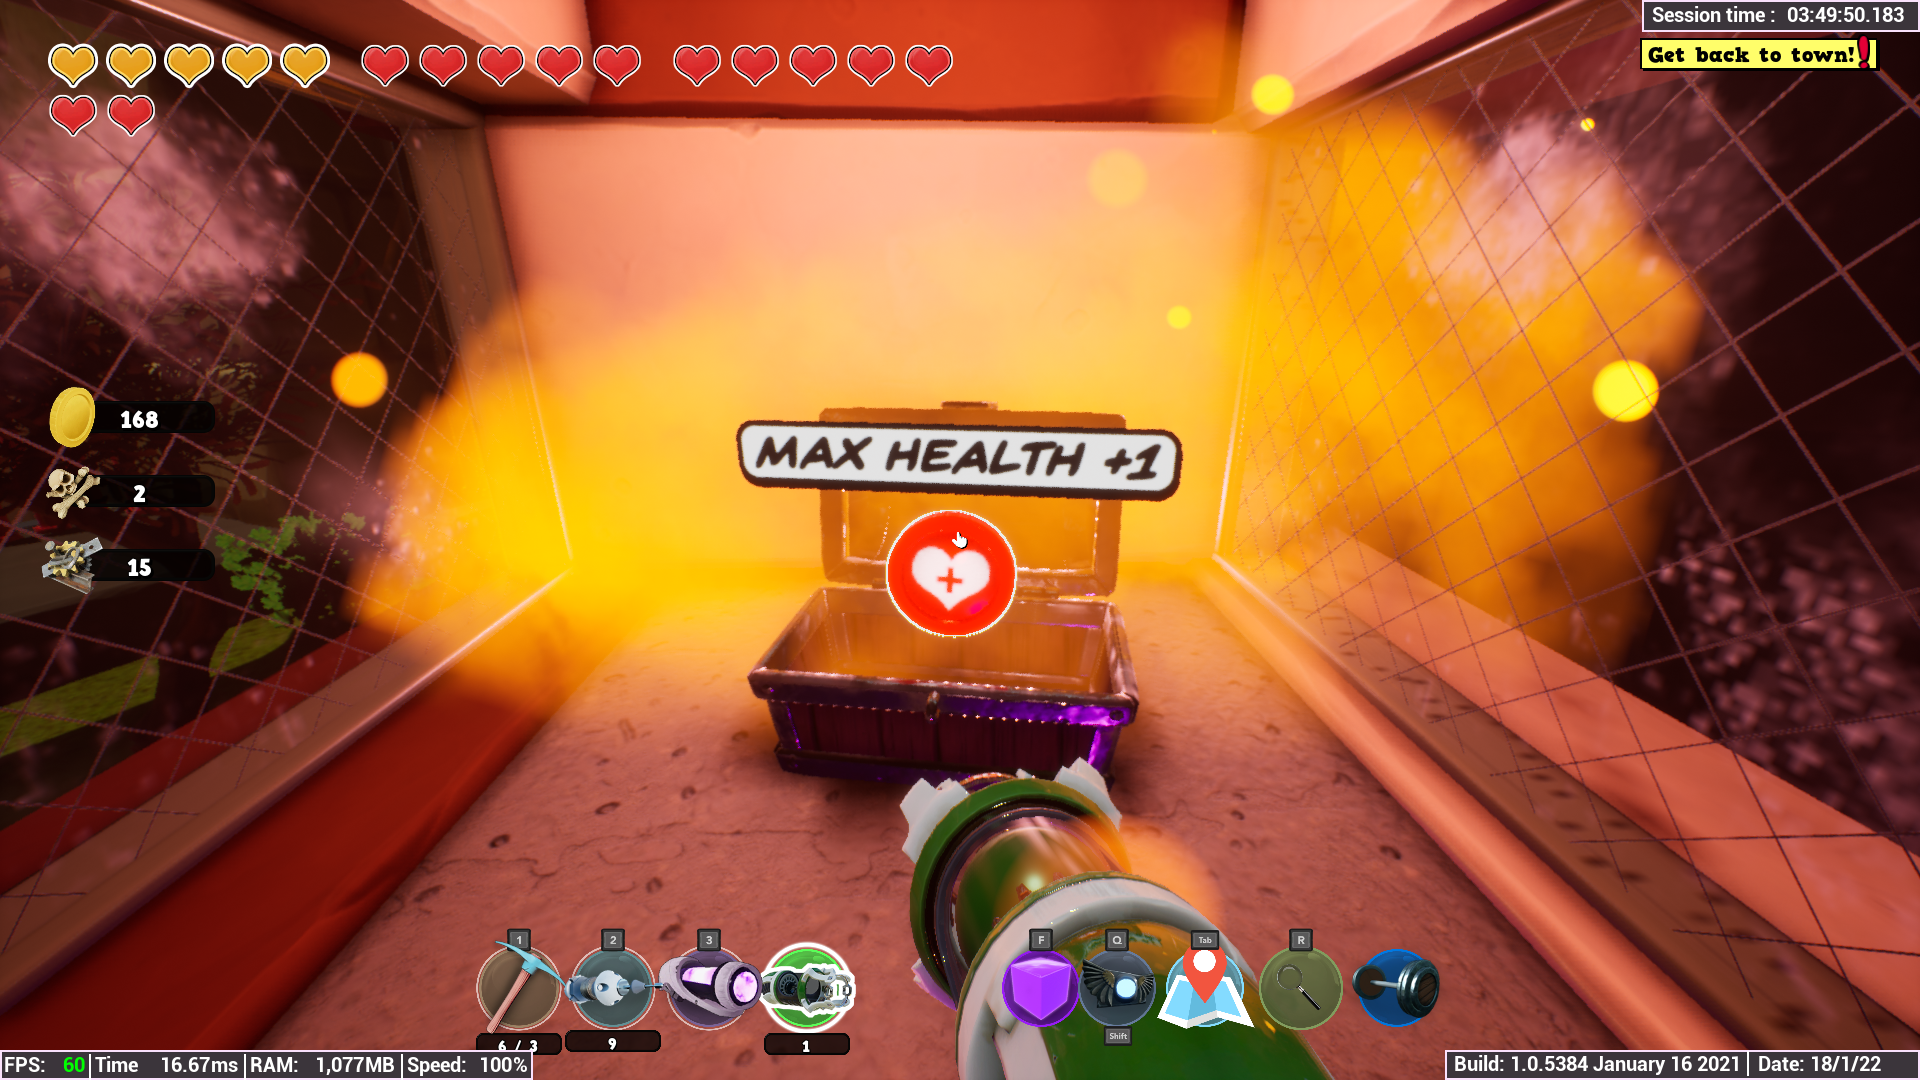 Session time : 03:49:50.183
Get back to town!
168
2
15
MAX HEALTH +1
1
2
3
F
Q
Tab
R
Shift
6 / 3
9
1
FPS: 60 Time 16.67ms RAM: 1,077MB Speed: 100%
Build: 1.0.5384 January 16 2021 Date: 18/1/22